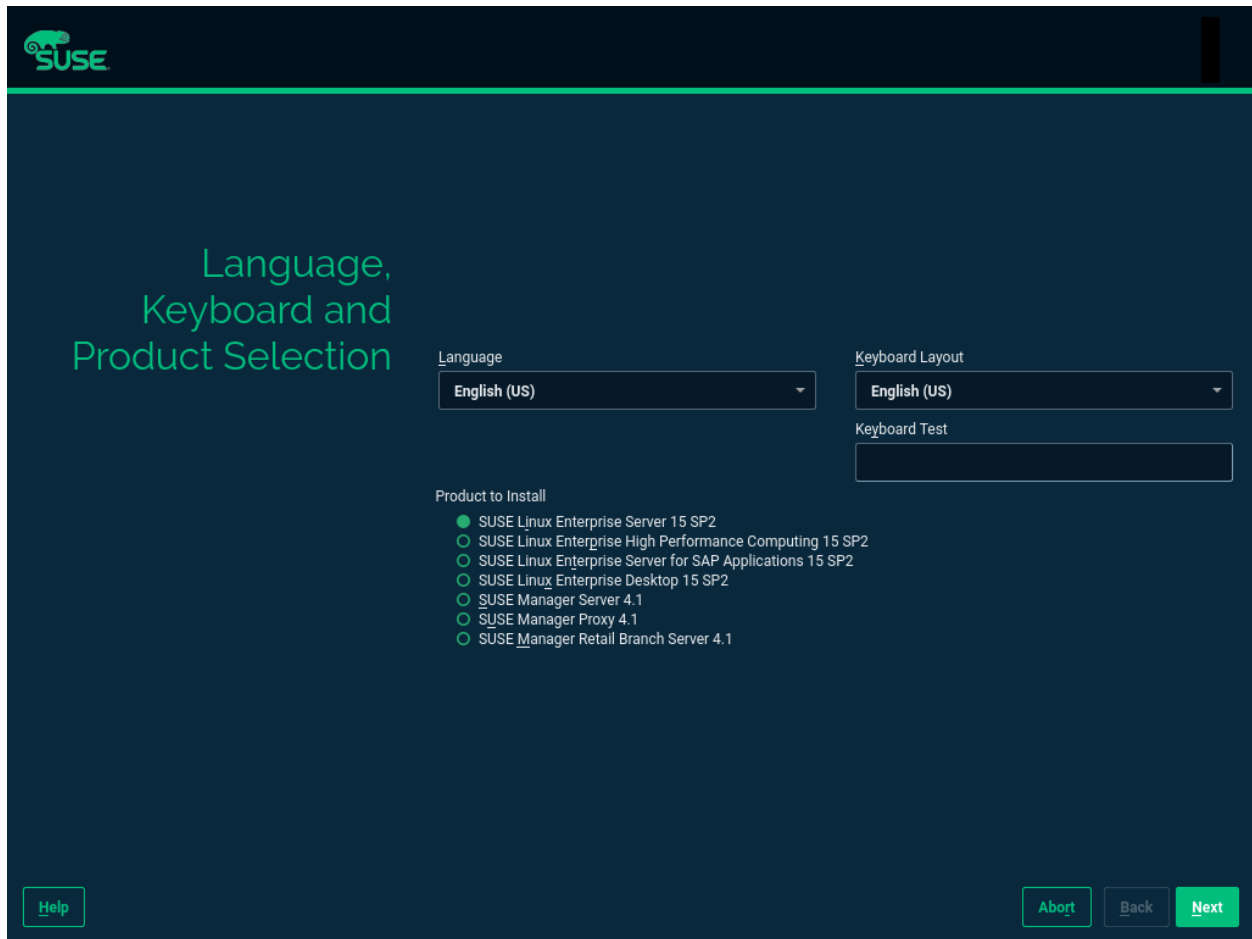 SUSE
Language,
Keyboard and
Product Selection
Language
Keyboard Layout
English (US)
English (US)
Keyboard Test
Product to Install
SUSE Linux Enterprise Server 15 SP2
SUSE Linux Enterprise High Performance Computing 15 SP2
SUSE Linux Enterprise Server for SAP Applications 15 SP2
SUSE Linux Enterprise Desktop 15 SP2
SUSE Manager Server 4.1
SUSE Manager Proxy 4.1
SUSE Manager Retail Branch Server 4.1
Help
Abort
Back
Next